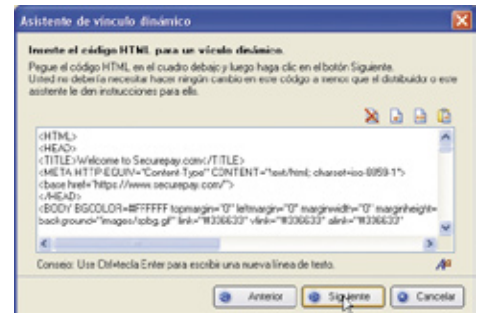 Asistente de vínculo dinámico
Inserte el código HTML para un vículo dinámico.
Pegue el código HTML en el cuadro debajo y luego haga clic en el botón Siguiente.
Usted no debería necesitar hacer ningún cambio en este códgo a menos que el distribuidor o este
asistente le den instrucciones para ello.
<HTML>
<HEAD>
<TITLE>Welcome to Securepay.com</TITLE>
<META HTTP-EQUIV="Content-Type" CONTENT="text/html; charset=iso-8859-1">
<base href="https://www.securepay.com/">
</HEAD>
<BODY BGCOLOR=#FFFFFF topmargin="0" leftmargin="0" marginwidth="0" marginheight=
background="images/spbg.gif" link="#336633" vlink="#336633" alink="#336633"
Consejo: Use Ctrl+tecla Enter para escribir una nueva línea de texto.
Anterior Siguiente Cancelar